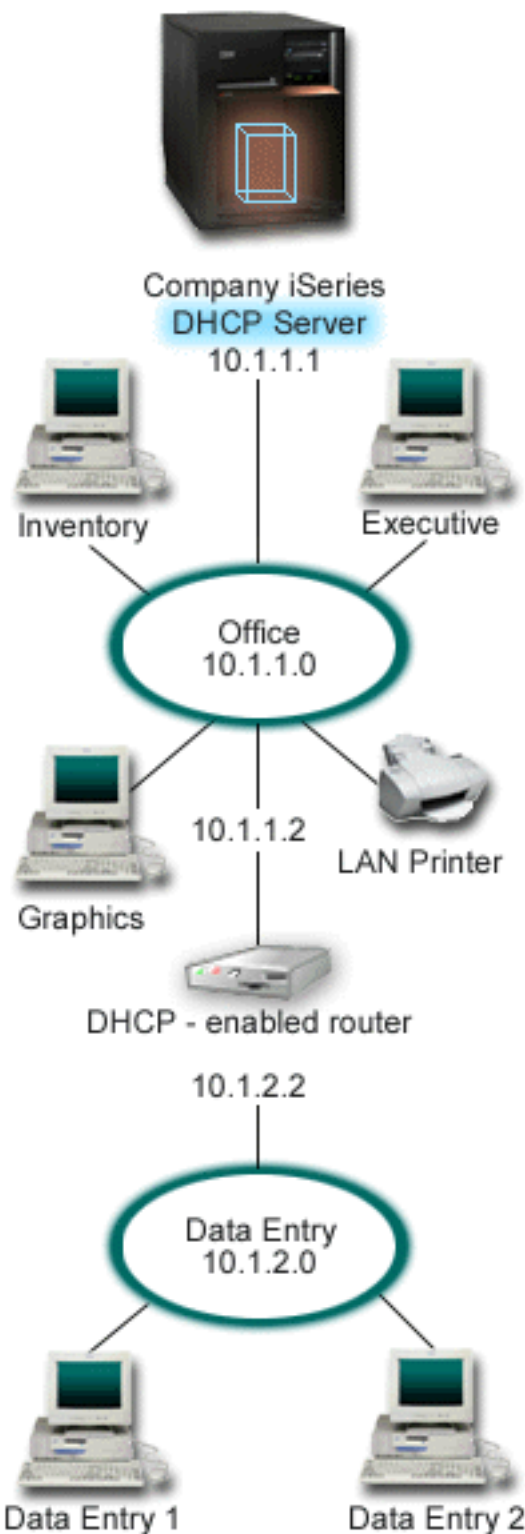 Company iSeries
DHCP Server
10.1.1.1
Inventory
Executive
Office
10.1.1.0
Graphics
10.1.1.2
LAN Printer
DHCP - enabled router
10.1.2.2
Data Entry
10.1.2.0
Data Entry 1
Data Entry 2